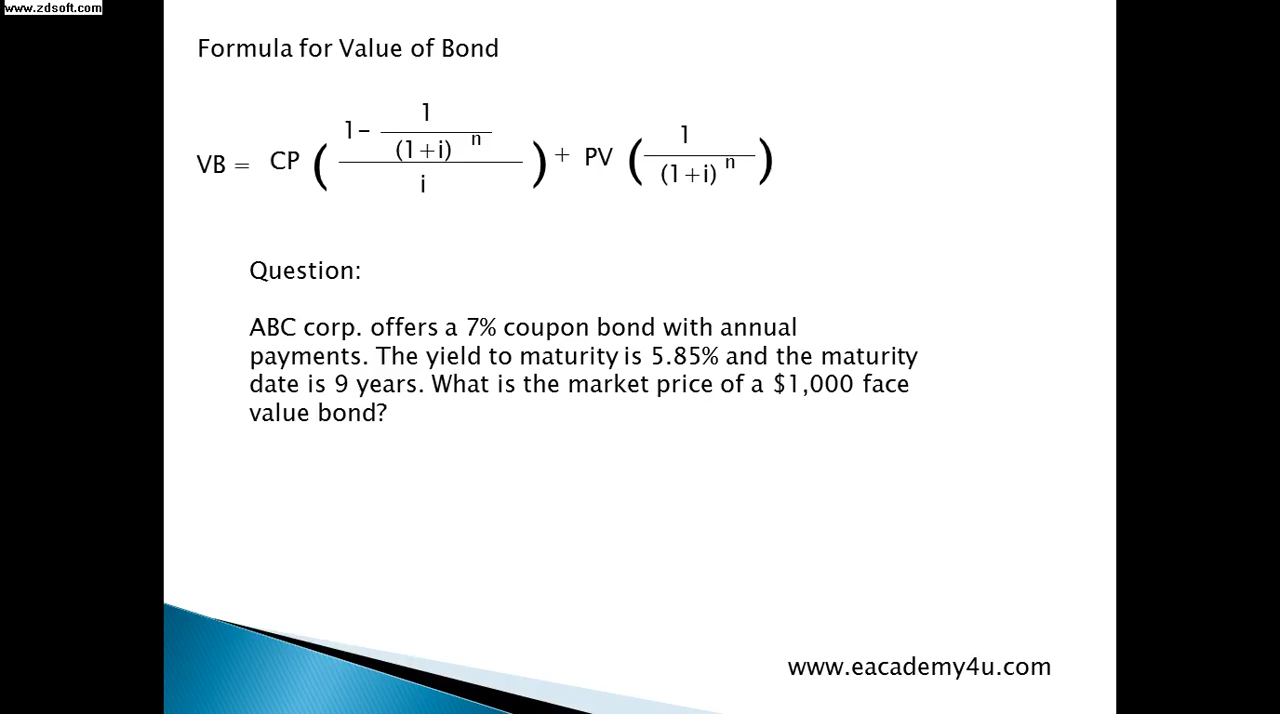 www.zdsoft.com
Formula for Value of Bond
VB = CP ( 1- 1 / (1+i) n / i ) + PV ( 1 / (1+i) n )
Question:
ABC corp. offers a 7% coupon bond with annual
payments. The yield to maturity is 5.85% and the maturity
date is 9 years. What is the market price of a $1,000 face
value bond?
www.eacademy4u.com